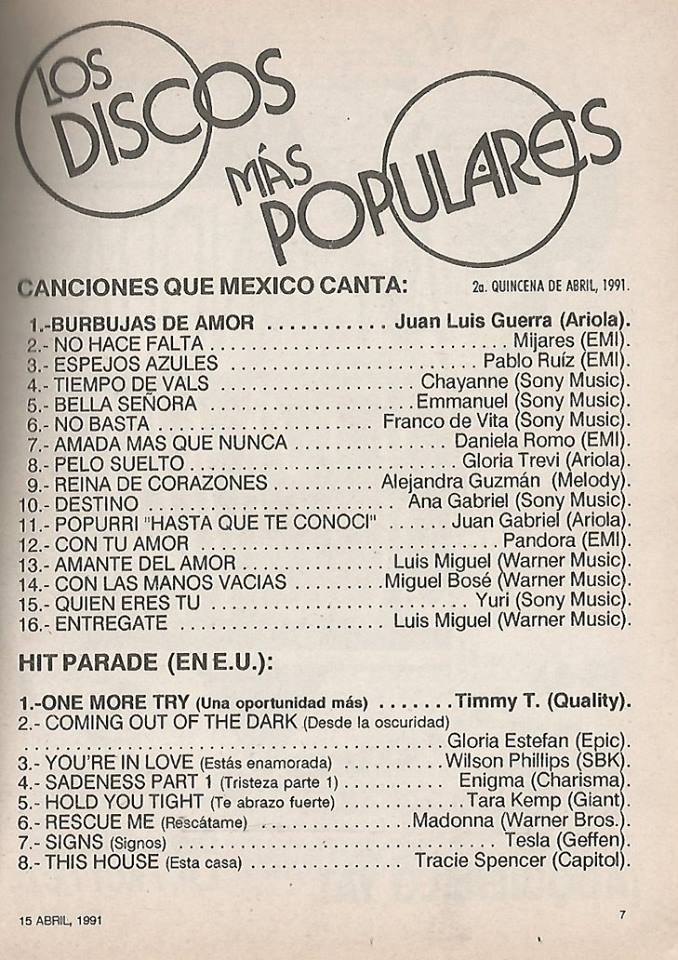 LOS
DISCOS
MÁS
POPULARES
CANCIONES QUE MEXICO CANTA: 2a. QUINCENA DE ABRIL, 1991.
1.-BURBUJAS DE AMOR ........... Juan Luis Guerra (Ariola).
2.- NO HACE FALTA .............................. Mijares (EMI).
3.- ESPEJOS AZULES .......................... Pablo Ruíz (EMI).
4.- TIEMPO DE VALS .................... Chayanne (Sony Music).
5.- BELLA SEÑORA .................... Emmanuel (Sony Music).
6.- NO BASTA ..................... Franco de Vita (Sony Music).
7.- AMADA MAS QUE NUNCA ................ Daniela Romo (EMI).
8.- PELO SUELTO ........................... Gloria Trevi (Ariola).
9.- REINA DE CORAZONES ........... Alejandra Guzmán (Melody).
10.- DESTINO ......................... Ana Gabriel (Sony Music).
11.- POPURRI "HASTA QUE TE CONOCI" ...... Juan Gabriel (Ariola).
12.- CON TU AMOR .............................. Pandora (EMI).
13.- AMANTE DEL AMOR ............... Luis Miguel (Warner Music).
14.- CON LAS MANOS VACIAS .......... Miguel Bosé (Warner Music).
15.- QUIEN ERES TU .......................... Yuri (Sony Music).
16.- ENTREGATE ..................... Luis Miguel (Warner Music).
HIT PARADE (EN E.U.):
1.-ONE MORE TRY (Una oportunidad más) ....... Timmy T. (Quality).
2.- COMING OUT OF THE DARK (Desde la oscuridad)
.......................................... Gloria Estefan (Epic).
3.- YOU'RE IN LOVE (Estás enamorada) ........... Wilson Phillips (SBK).
4.- SADENESS PART 1 (Tristeza parte 1) .......... Enigma (Charisma).
5.- HOLD YOU TIGHT (Te abrazo fuerte) ............ Tara Kemp (Giant).
6.- RESCUE ME (Rescátame) ............... Madonna (Warner Bros.).
7.- SIGNS (Signos) .................................. Tesla (Geffen).
8.- THIS HOUSE (Esta casa) ............... Tracie Spencer (Capitol).
15 ABRIL, 1991 7